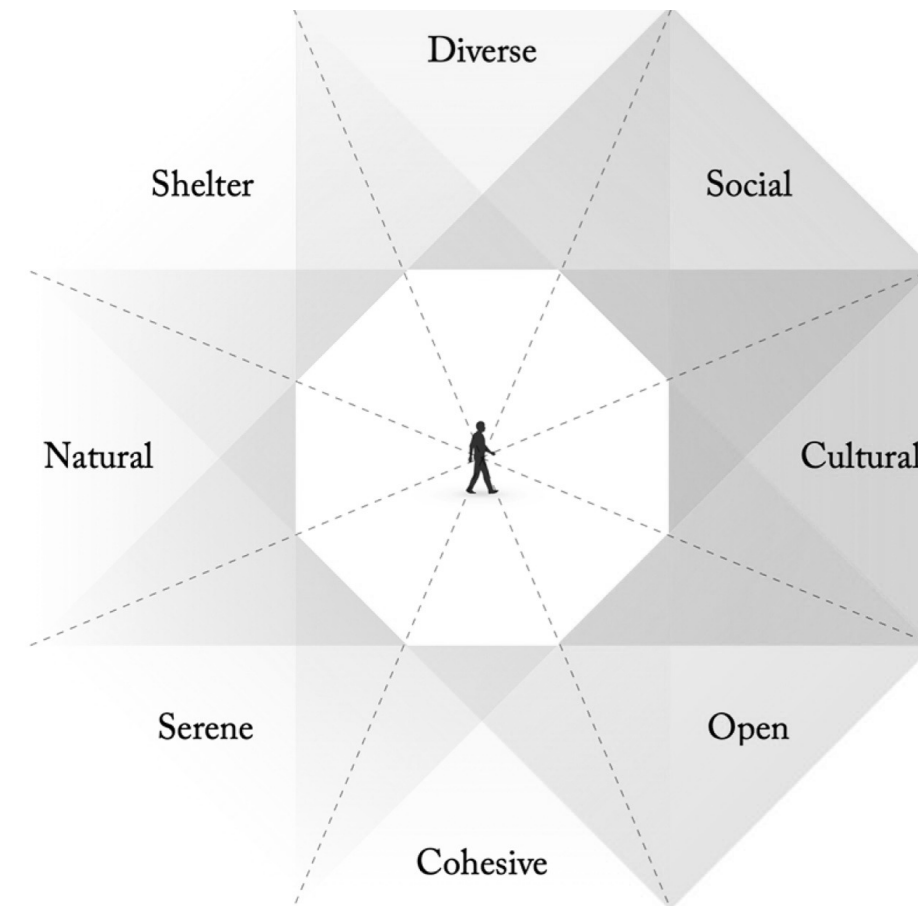 Diverse
Shelter
Social
Natural
Cultural
Serene
Open
Cohesive